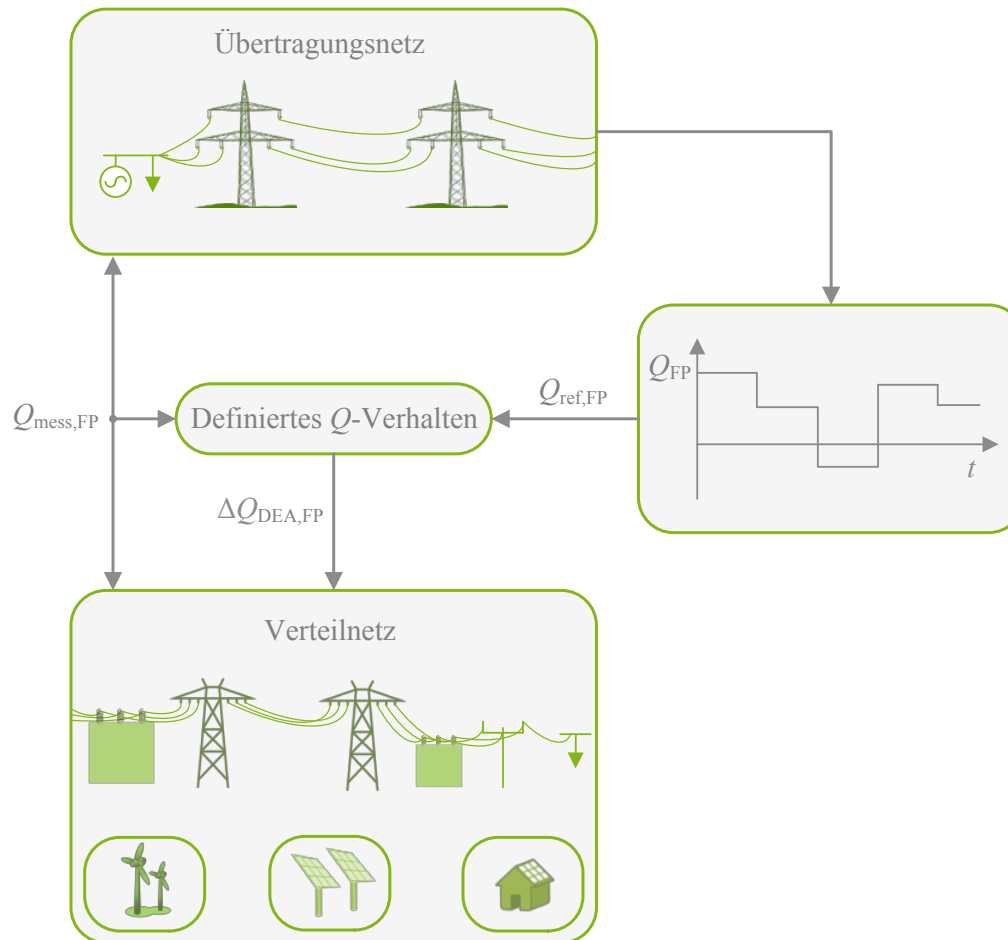 Übertragungsnetz
Q_FP
t
Q_ref,FP
Q_mess,FP
Definiertes Q-Verhalten
ΔQ_DEA,FP
Verteilnetz